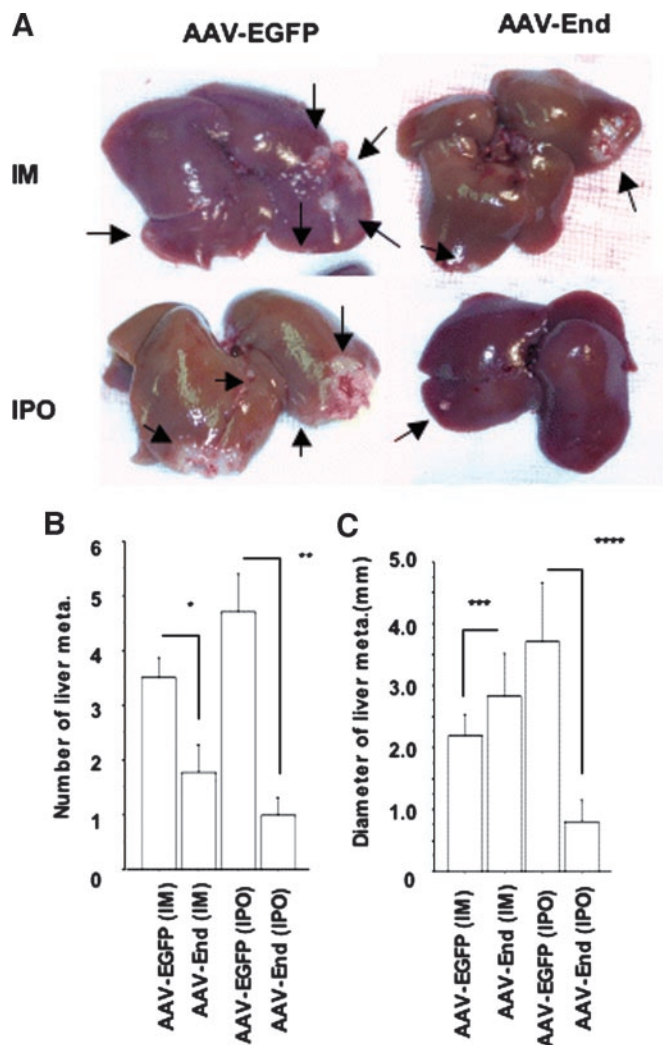 A
AAV-EGFP
AAV-End
IM
IPO
B
Number of liver meta.
6
5
4
3
2
1
0
*
**
AAV-EGFP (IM)
AAV-End (IM)
AAV-EGFP (IPO)
AAV-End (IPO)
C
Diameter of liver meta.(mm)
5.0
4.0
3.0
2.0
1.0
0
***
****
AAV-EGFP (IM)
AAV-End (IM)
AAV-EGFP (IPO)
AAV-End (IPO)